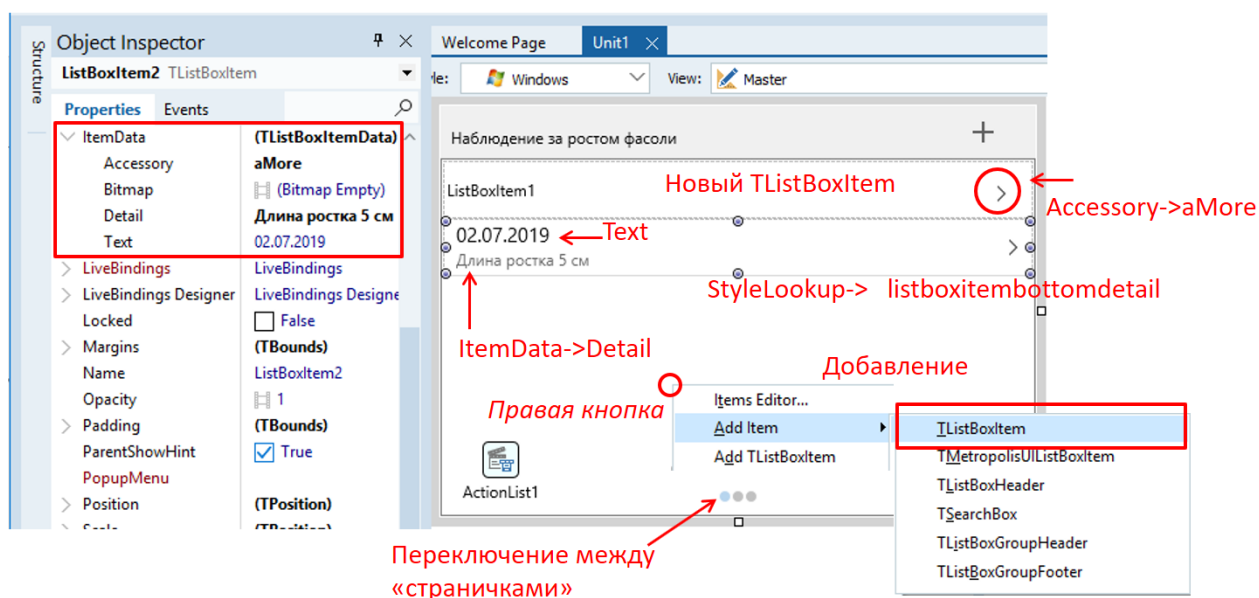 Structure
Object Inspector
ListBoxItem2 TListBoxItem
Properties Events
ItemData (TListBoxItemData)
Accessory aMore
Bitmap (Bitmap Empty)
Detail Длина ростка 5 см
Text 02.07.2019
LiveBindings LiveBindings
LiveBindings Designer LiveBindings Designe
Locked False
Margins (TBounds)
Name ListBoxItem2
Opacity 1
Padding (TBounds)
ParentShowHint True
PopupMenu
Position (TPosition)
Welcome Page Unit1
le: Windows View: Master
Наблюдение за ростом фасоли
ListBoxItem1
Новый TListBoxItem
Accessory->aMore
02.07.2019
Text
Длина ростка 5 см
StyleLookup-> listboxitembottomdetail
ItemData->Detail
Добавление
Правая кнопка
Items Editor...
Add Item
Add TListBoxItem
TListBoxItem
TMetropolisUIListBoxItem
TListBoxHeader
TSearchBox
TListBoxGroupHeader
TListBoxGroupFooter
ActionList1
Переключение между
«страничками»